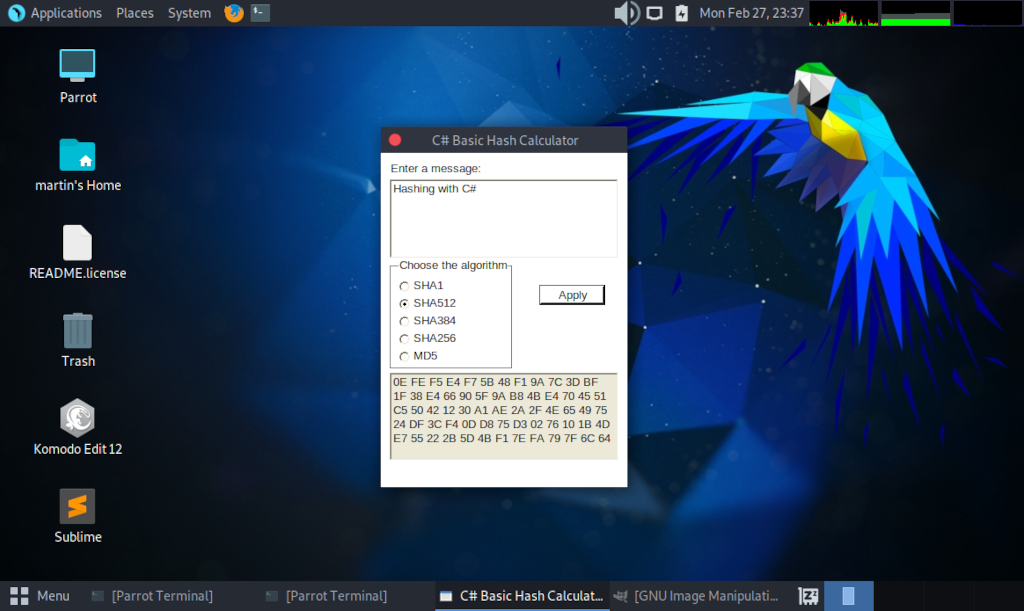 Applications Places System Mon Feb 27, 23:37
Parrot
martin's Home
README.license
Trash
Komodo Edit 12
Sublime
C# Basic Hash Calculator
Enter a message:
Hashing with C#
Choose the algorithm
SHA1
SHA512
SHA384
SHA256
MD5
Apply
0E FE F5 E4 F7 5B 48 F1 9A 7C 3D BF
1F 38 E4 66 90 5F 9A B8 4B E4 70 45 51
C5 50 42 12 30 A1 AE 2A 2F 4E 65 49 75
24 DF 3C F4 0D D8 75 D3 02 76 10 1B 4D
E7 55 22 2B 5D 4B F1 7E FA 79 7F 6C 64
Menu [Parrot Terminal] [Parrot Terminal] C# Basic Hash Calculat... [GNU Image Manipulati... zZ